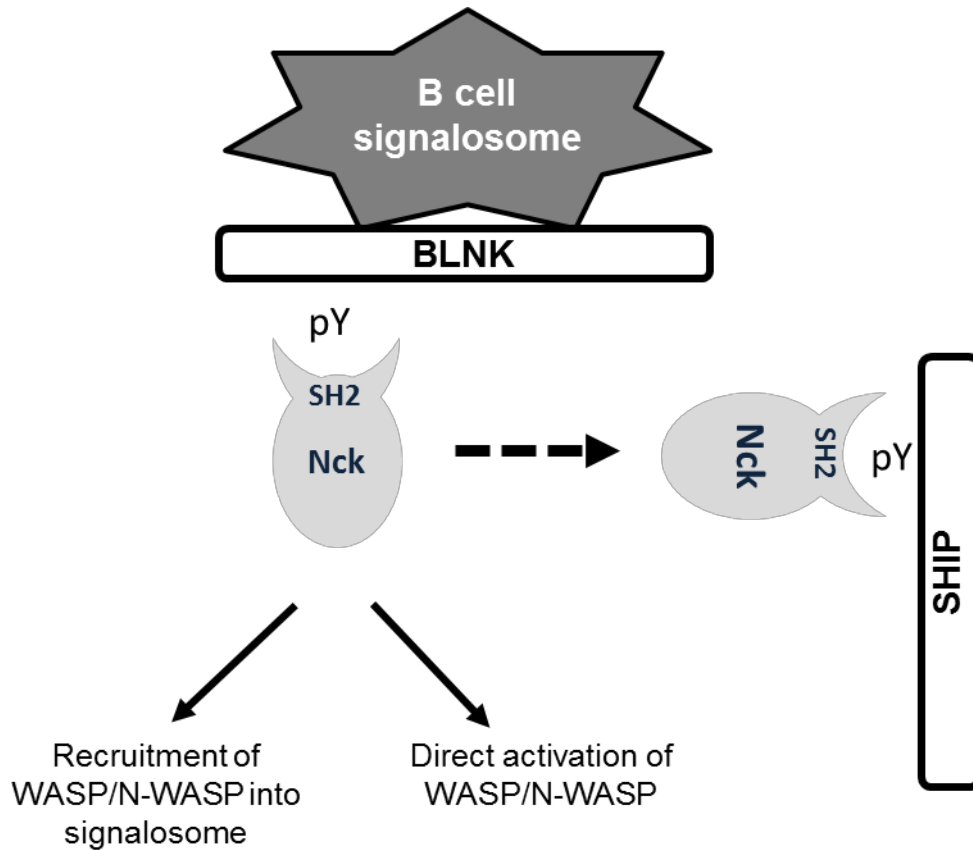 B cell
signalosome
BLNK
pY
SH2
Nck
Nck
SH2
pY
SHIP
Recruitment of
WASP/N-WASP into
signalosome
Direct activation of
WASP/N-WASP